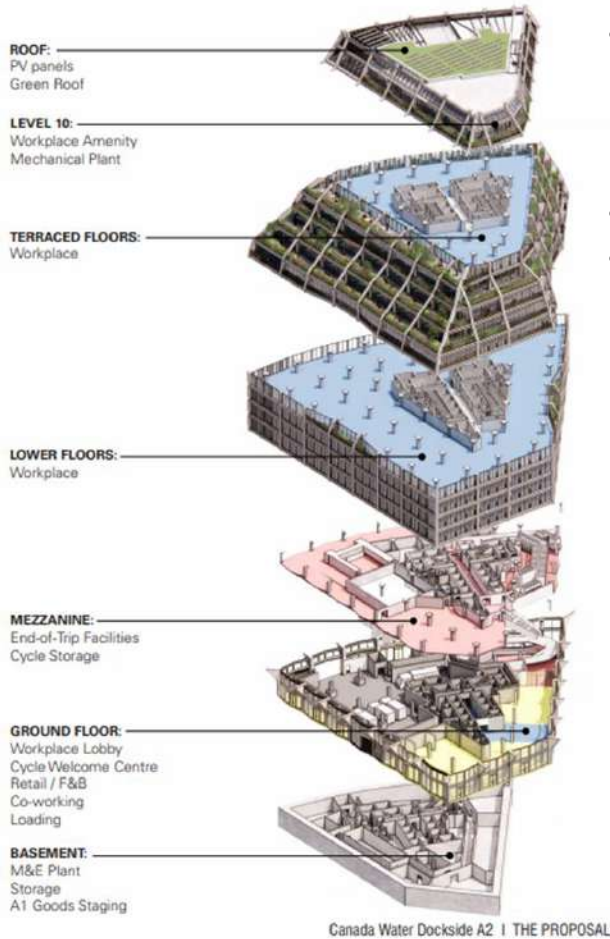 ROOF:
PV panels
Green Roof
LEVEL 10:
Workplace Amenity
Mechanical Plant
TERRACED FLOORS:
Workplace
LOWER FLOORS:
Workplace
MEZZANINE:
End-of-Trip Facilities
Cycle Storage
GROUND FLOOR:
Workplace Lobby
Cycle Welcome Centre
Retail / F&B
Co-working
Loading
BASEMENT:
M&E Plant
Storage
A1 Goods Staging
Canada Water Dockside A2 | THE PROPOSAL